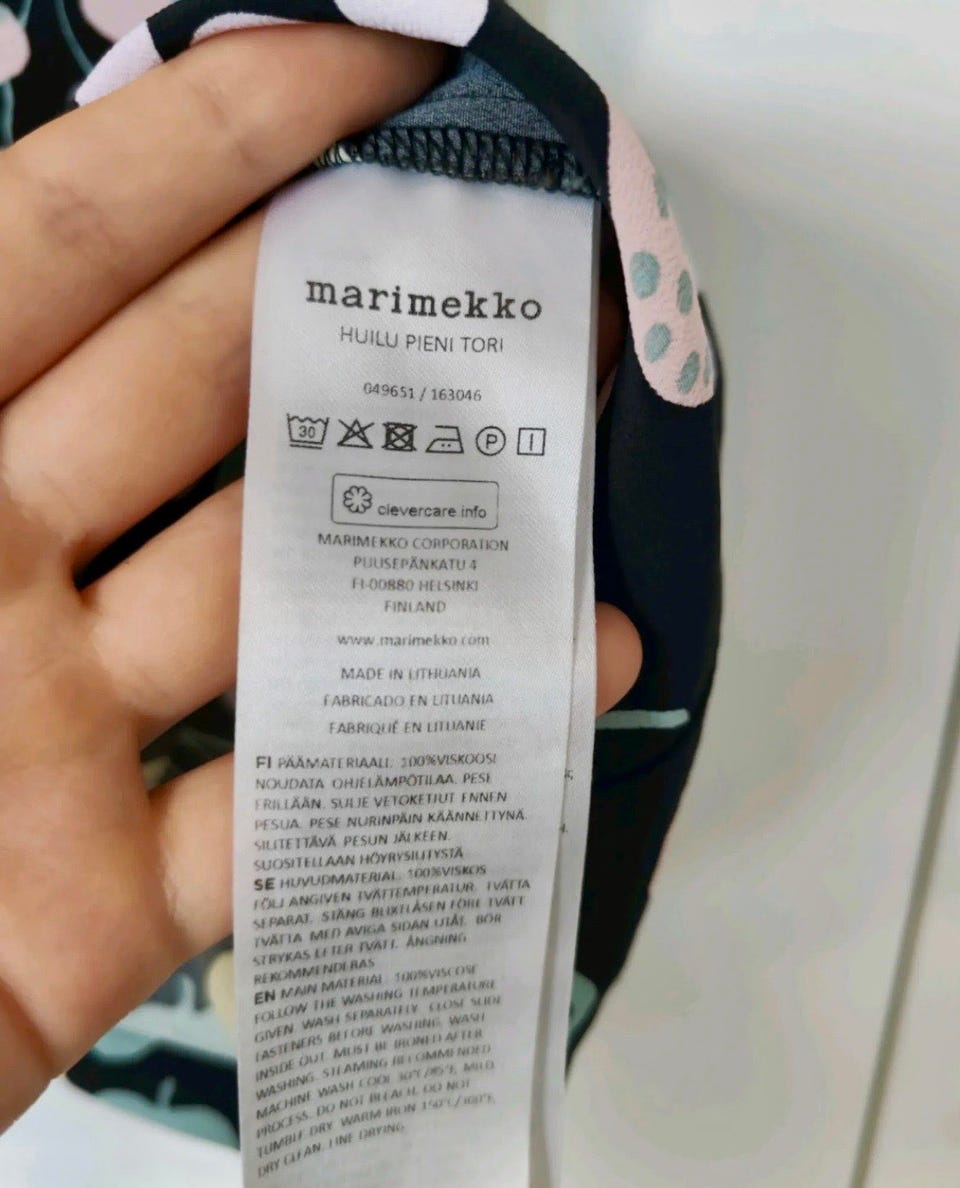 marimekko
HUILU PIENI TORI
049651 / 163046
30 P
clevercare.info
MARIMEKKO CORPORATION
PUUSEPÄNKATU 4
FI-00880 HELSINKI
FINLAND
www.marimekko.com
MADE IN LITHUANIA
FABRICADO EN LITUANIA
FABRIQUÉ EN LITUANIE
FI PÄÄMATERIAALI: 100%VISKOOSI
NOUDATA OHJELÄMPÖTILAA. PESE
ERILLÄÄN. SULJE VETOKETJUT ENNEN
PESUA. PESE NURINPÄIN KÄÄNNETTYNÄ.
SILITETTÄVÄ PESUN JÄLKEEN.
SUOSITELLAAN HÖYRYSILITYSTÄ
SE HUVUDMATERIAL: 100%VISKOS
FÖLJ ANGIVEN TVÄTTEMPERATUR. TVÄTTA
SEPARAT. STÄNG BLIXTLÅSEN FÖRE TVÄTT
TVÄTTA MED AVIGA SIDAN UTÅT. BÖR
STRYKAS EFTER TVÄTT. ÅNGNING
REKOMMENDERAS
EN MAIN MATERIAL: 100%VISCOSE
FOLLOW THE WASHING TEMPERATURE
GIVEN. WASH SEPARATELY. CLOSE SLIDE
FASTENERS BEFORE WASHING. WASH
INSIDE OUT. MUST BE IRONED AFTER
WASHING. STEAMING RECOMMENDED
MACHINE WASH COOL 30°C/85°F, MILD
PROCESS. DO NOT BLEACH. DO NOT
TUMBLE DRY. WARM IRON 150°C/300°F.
DRY CLEAN. LINE DRYING.